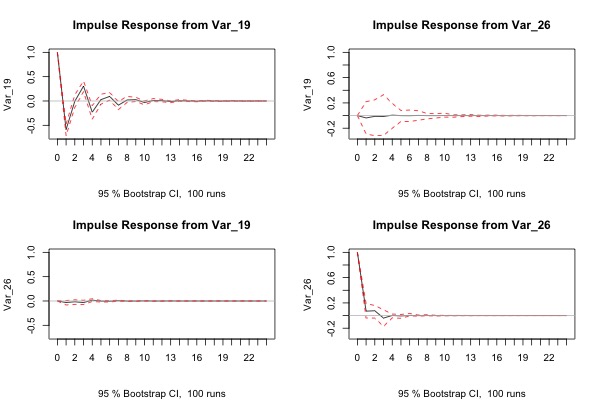 Impulse Response from Var_19
Var_19
-0.5 0.0 0.5 1.0
0 2 4 6 8 10 13 16 19 22
95 % Bootstrap CI, 100 runs
Impulse Response from Var_26
Var_19
-0.2 0.2 0.6 1.0
0 2 4 6 8 10 13 16 19 22
95 % Bootstrap CI, 100 runs
Impulse Response from Var_19
Var_26
-0.5 0.0 0.5 1.0
0 2 4 6 8 10 13 16 19 22
95 % Bootstrap CI, 100 runs
Impulse Response from Var_26
Var_26
-0.2 0.2 0.6 1.0
0 2 4 6 8 10 13 16 19 22
95 % Bootstrap CI, 100 runs